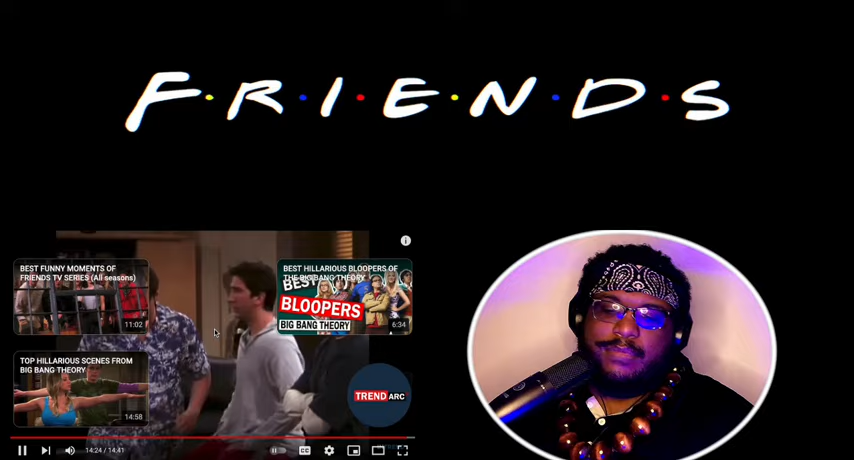 F·R·I·E·N·D·S
BEST FUNNY MOMENTS OF
FRIENDS TV SERIES (All seasons)
11:02
BEST HILLARIOUS BLOOPERS OF
THE BIG BANG THEORY
BEST
BLOOPERS
BIG BANG THEORY
6:34
TOP HILLARIOUS SCENES FROM
BIG BANG THEORY
14:58
TREND ARC
14:24 / 14:41
CC